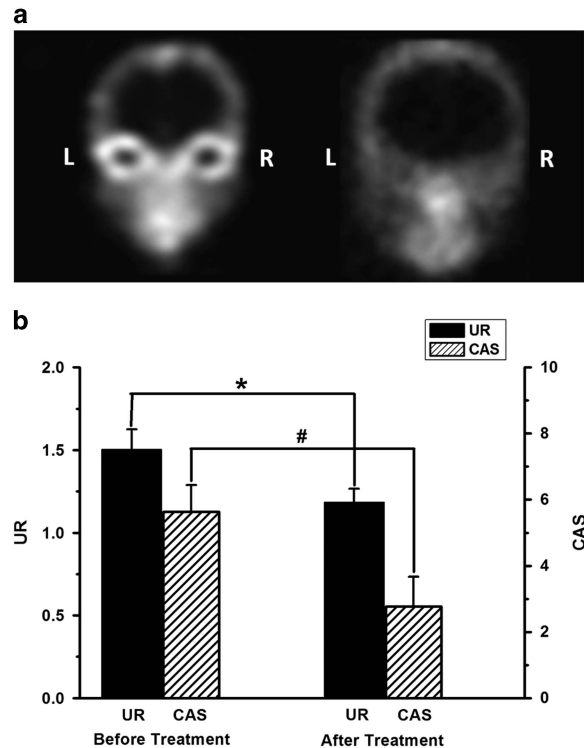 a
L
R
L
R
b
UR
CAS
2.0
1.5
1.0
0.5
0.0
UR
10
8
6
4
2
0
CAS
*
#
UR CAS UR CAS
Before Treatment After Treatment